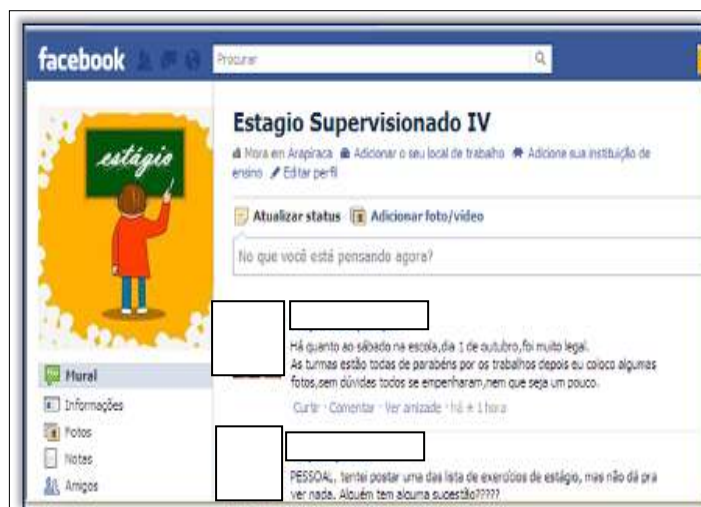 facebook
Procurar
estágio
Estagio Supervisionado IV
Mora em Arapiraca Adicionar o seu local de trabalho Adicione sua instituição de
ensino Editar perfil
Atualizar status Adicionar foto/vídeo
No que você está pensando agora?
Há quanto ao sábado na escola,dia 1 de outubro,foi muito legal.
As turmas estão todas de parabéns por os trabalhos depois eu coloco algumas
fotos,sem dúvidas todos se empenharam,nem que seja um pouco.
Curtir · Comentar · Ver amizade · há ± 1 hora
PESSOAL, tentei postar uma das lista de exercícios de estágio, mas não dá pra
ver nada. Alguém tem alguma sugestão?????
Mural
Informações
Fotos
Notas
Amigos